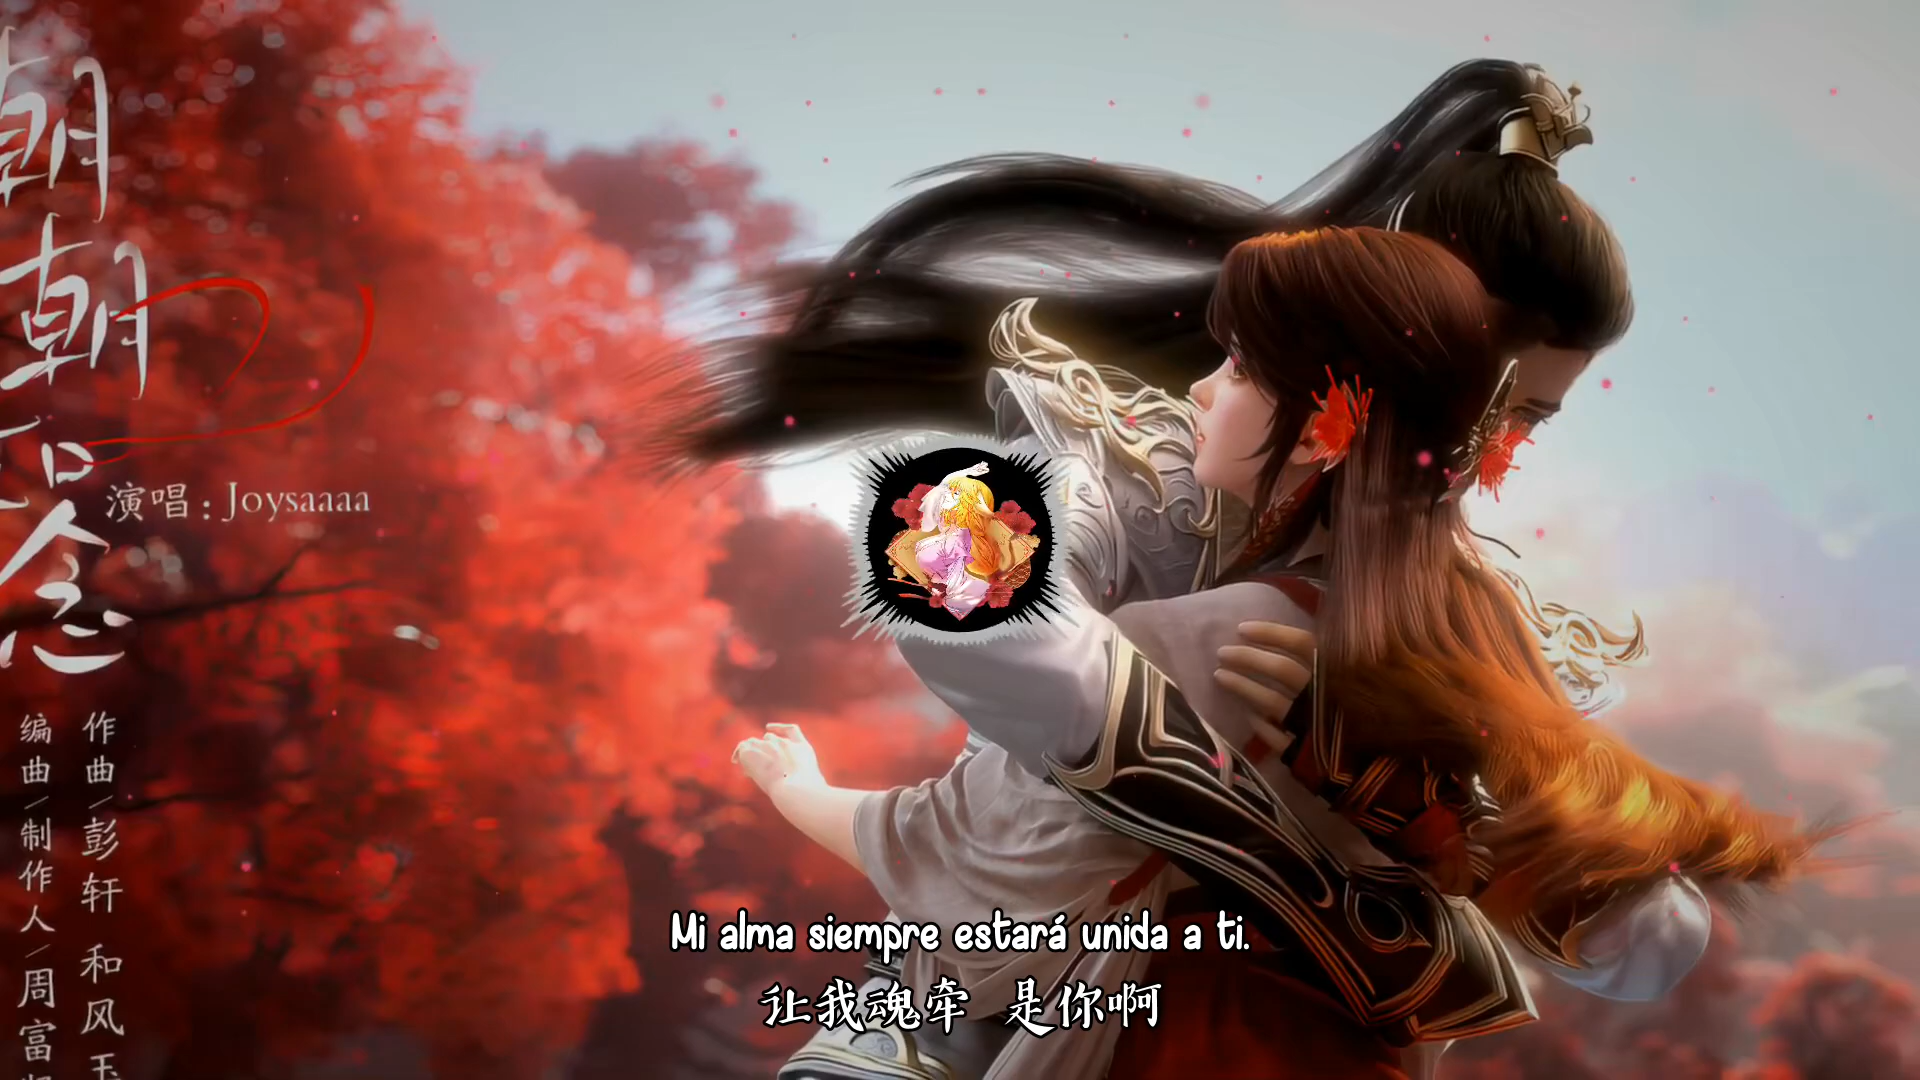 朝朝
念
演唱：Joysaaaa
作曲/彭轩 和风
编曲/制作人/周富
Mi alma siempre estará unida a ti.
让我魂牵 是你啊